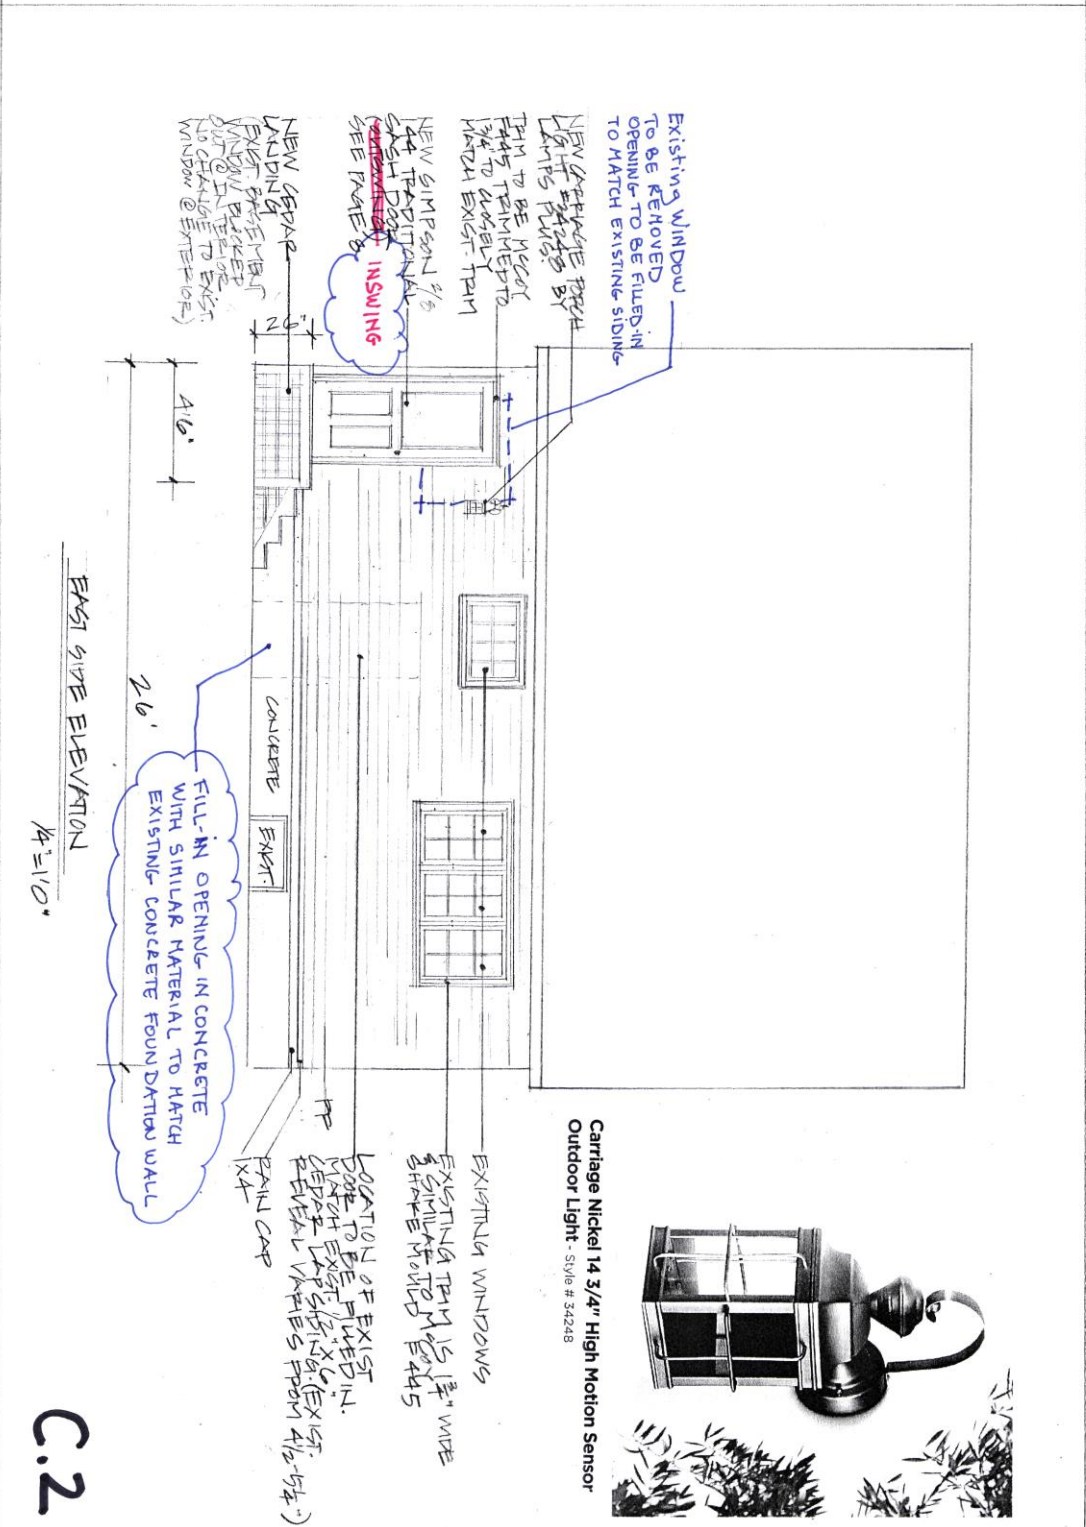 Existing WINDOW
TO BE REMOVED
OPENING TO BE FILLED-IN
TO MATCH EXISTING SIDING
NEW CARRIAGE PORCH
LIGHT #34248 BY
LAMPS PLUS.
TRIM TO BE MCCOY
E445 TRIMMED TO
1 3/4" TO CLOSELY
MATCH EXIST. TRIM
NEW SIMPSON 2/8
144 TRADITIONAL
SASH DOOR
(OUTSWING)
SEE PAGE 8
INSWING
NEW CEDAR
LANDING
(EXIST BASEMENT
WINDOW BLOCKED
OUT @ INTERIOR
NO CHANGE TO EXIST.
WINDOW @ EXTERIOR)
26"
4'6"
26'
CONCRETE
EXIST.
FILL-IN OPENING IN CONCRETE
WITH SIMILAR MATERIAL TO MATCH
EXISTING CONCRETE FOUNDATION WALL
EAST SIDE ELEVATION
1/4"=1'0"
Carriage Nickel 14 3/4" High Motion Sensor
Outdoor Light - Style # 34248
EXISTING WINDOWS
EXISTING TRIM IS 1 3/4" WIDE
& SIMILAR TO MCCOY
SHAKE MOULD E445
LOCATION OF EXIST
DOOR TO BE FILLED IN.
MATCH EXIST. 1/2" X 6"
CEDAR LAP SIDING. (EXIST.
REVEAL VARIES FROM 4 1/2 - 5 1/4")
RAIN CAP
1X4
C.2